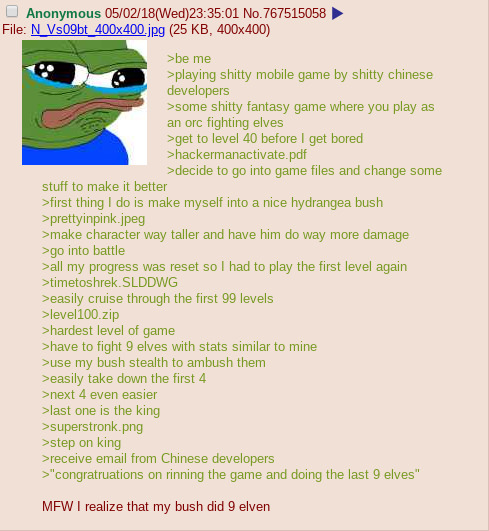 Anonymous 05/02/18(Wed)23:35:01 No.767515058 ▶
File: N_Vs09bt_400x400.jpg (25 KB, 400x400)
>be me
>playing shitty mobile game by shitty chinese
developers
>some shitty fantasy game where you play as
an orc fighting elves
>get to level 40 before I get bored
>hackermanactivate.pdf
>decide to go into game files and change some
stuff to make it better
>first thing I do is make myself into a nice hydrangea bush
>prettyinpink.jpeg
>make character way taller and have him do way more damage
>go into battle
>all my progress was reset so I had to play the first level again
>timetoshrek.SLDDWG
>easily cruise through the first 99 levels
>level100.zip
>hardest level of game
>have to fight 9 elves with stats similar to mine
>use my bush stealth to ambush them
>easily take down the first 4
>next 4 even easier
>last one is the king
>superstronk.png
>step on king
>receive email from Chinese developers
>"congratruations on rinning the game and doing the last 9 elves"
MFW I realize that my bush did 9 elven